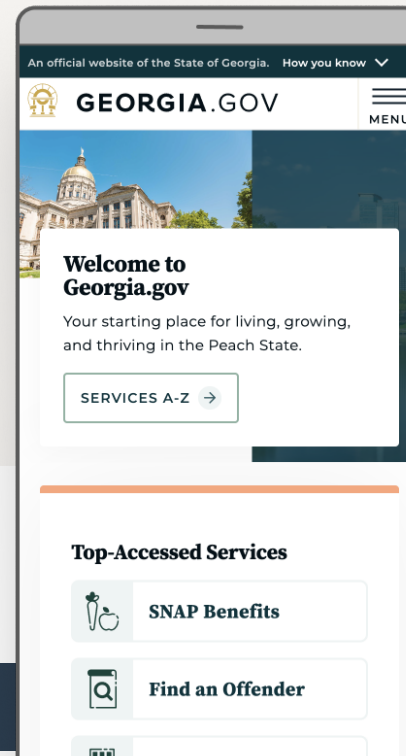 An official website of the State of Georgia. How you know
GEORGIA.GOV
MENU
Welcome to
Georgia.gov
Your starting place for living, growing,
and thriving in the Peach State.
SERVICES A-Z
Top-Accessed Services
SNAP Benefits
Find an Offender